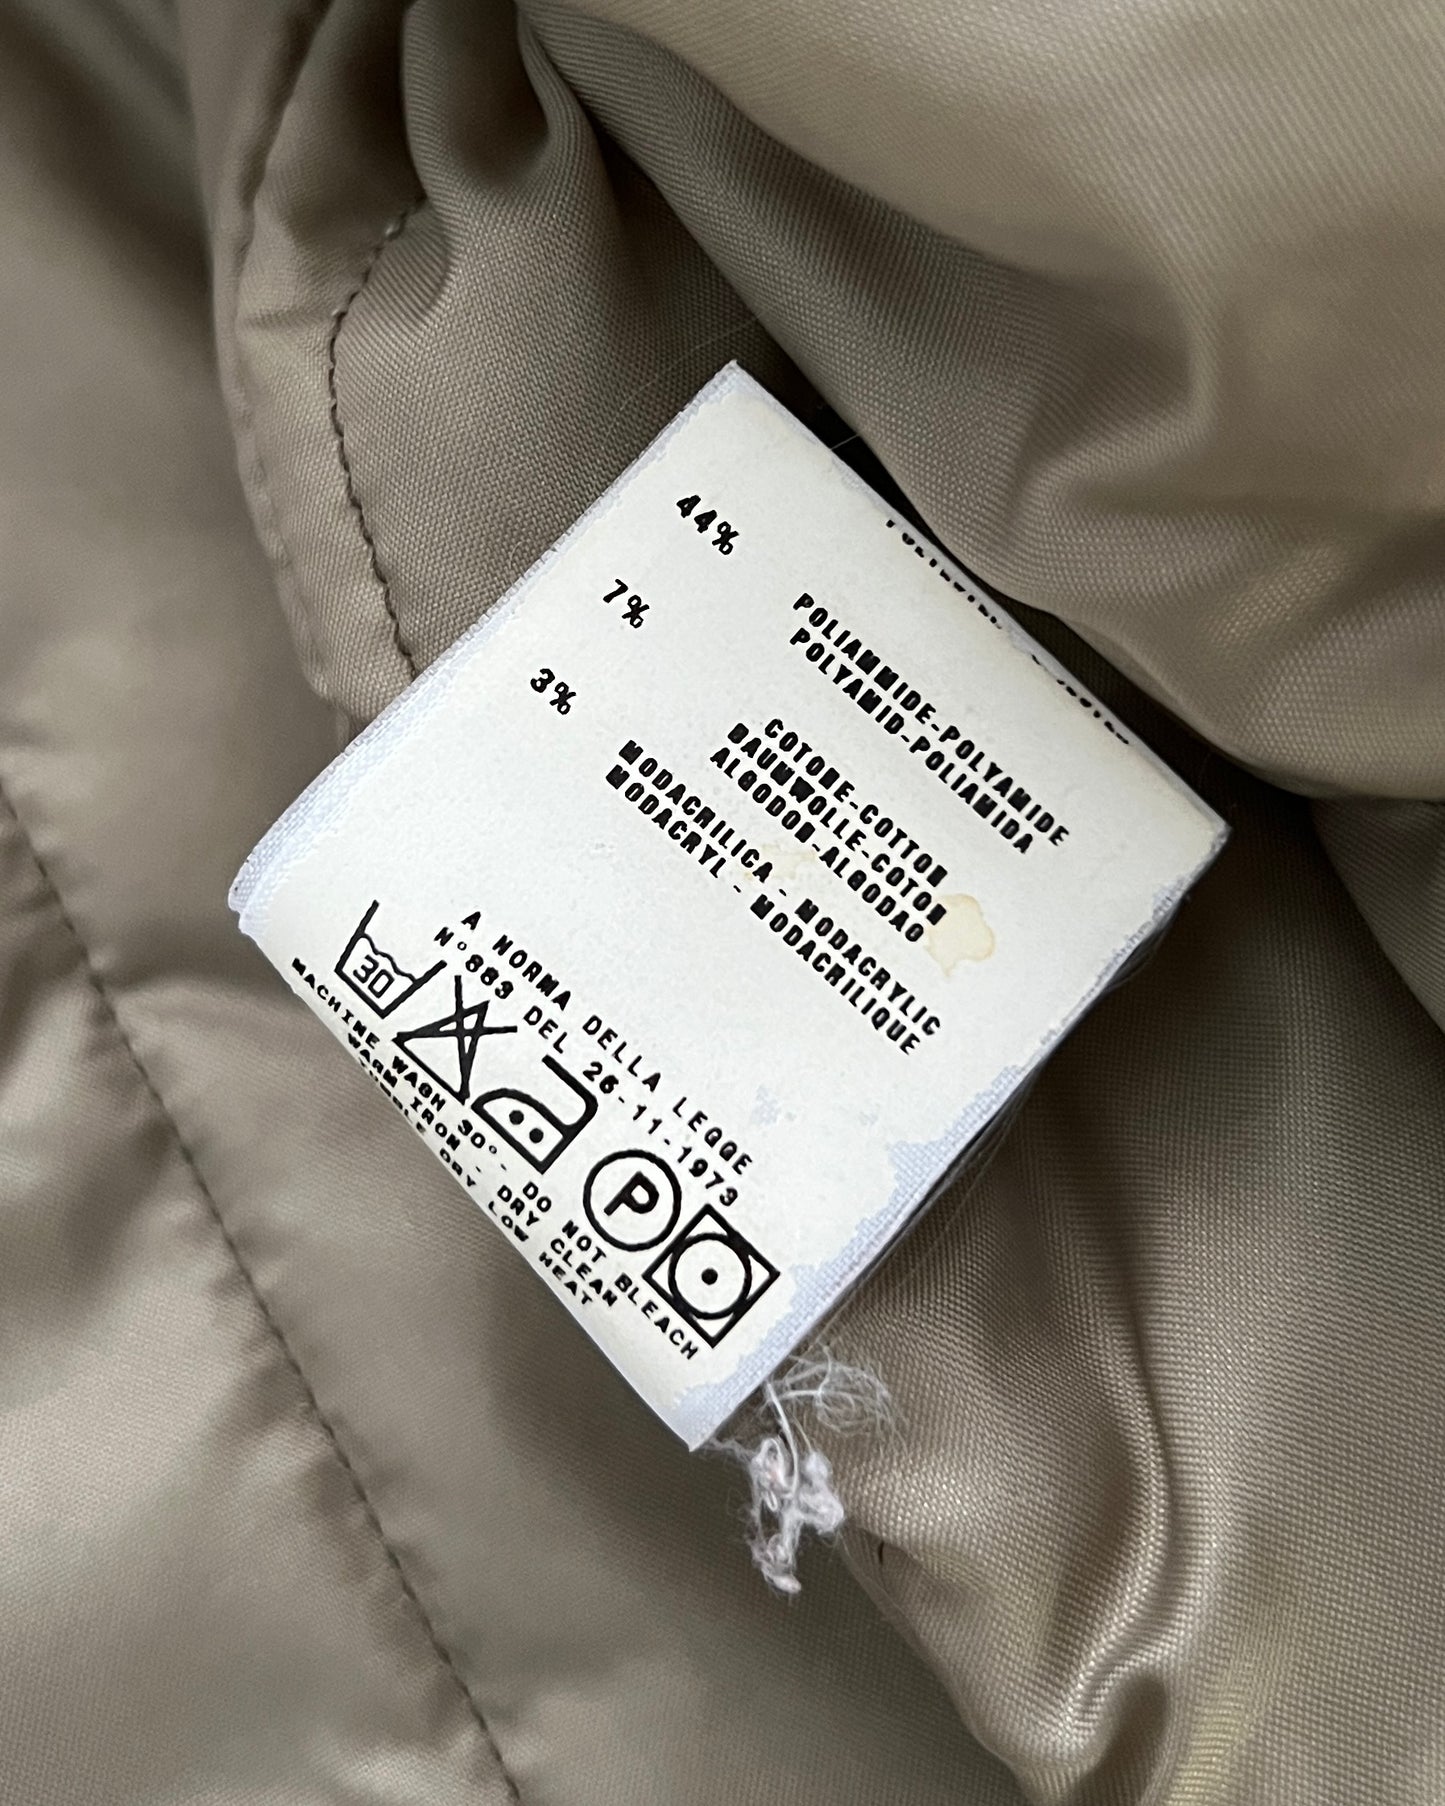 44%
POLIAMMIDE-POLYAMIDE
POLYAMID-POLIAMIDA
7%
COTONE-COTTON
BAUMWOLLE-COTON
ALGODON-ALGODAO
3%
MODACRILICA - MODACRYLIC
MODACRYL - MODACRILIQUE
A NORMA DELLA LEGGE
N°883 DEL 26-11-1973
30
P
MACHINE WASH 30°- DO NOT BLEACH
WARM IRON - DRY CLEAN
TUMBLE DRY LOW HEAT